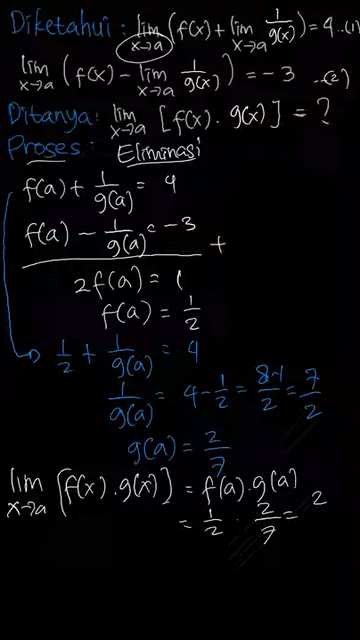 Diketahui: lim x→a (f(x) + lim x→a 1/g(x)) = 4 ..(1)
lim x→a (f(x) - lim x→a 1/g(x)) = -3 ..(2)
Ditanya: lim x→a [f(x) . g(x)] = ?
Proses: Eliminasi
f(a) + 1/g(a) = 4
f(a) - 1/g(a) = -3 +
2f(a) = 1
f(a) = 1/2
1/2 + 1/g(a) = 4
1/g(a) = 4 - 1/2 = 8-1/2 = 7/2
g(a) = 2/7
lim x→a [f(x) . g(x)] = f(a) . g(a)
= 1/2 . 2/7 = 2